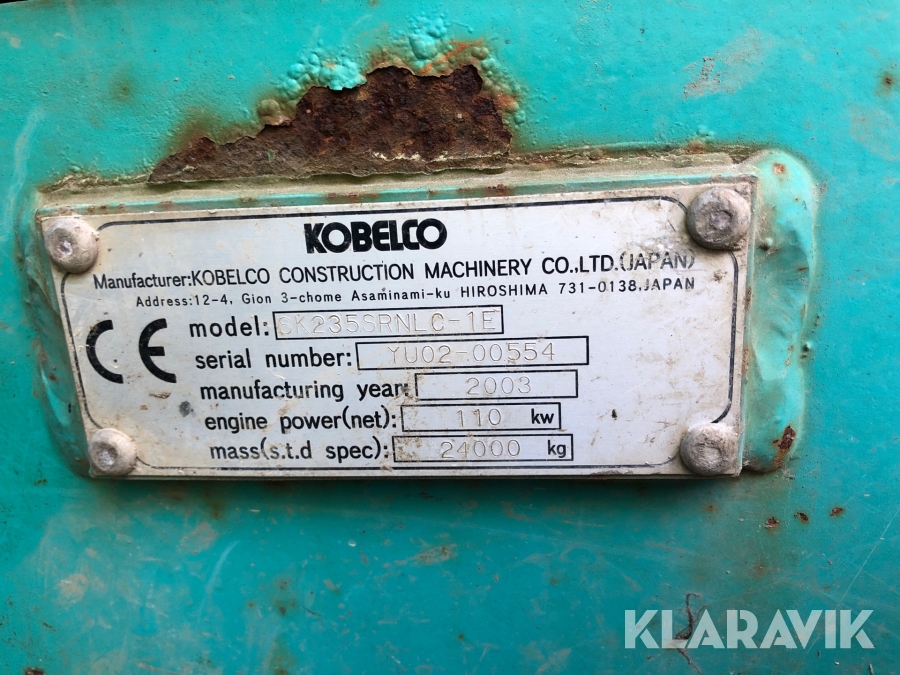 KOBELCO
Manufacturer:KOBELCO CONSTRUCTION MACHINERY CO.,LTD.(JAPAN)
Address:12-4, Gion 3-chome Asaminami-ku HIROSHIMA 731-0138.JAPAN
CE
model: SK235SRNLC-1E
serial number: YU02-00554
manufacturing year: 2003
engine power(net): 110 kw
mass(s.t.d spec): 24000 kg
KLARAVIK